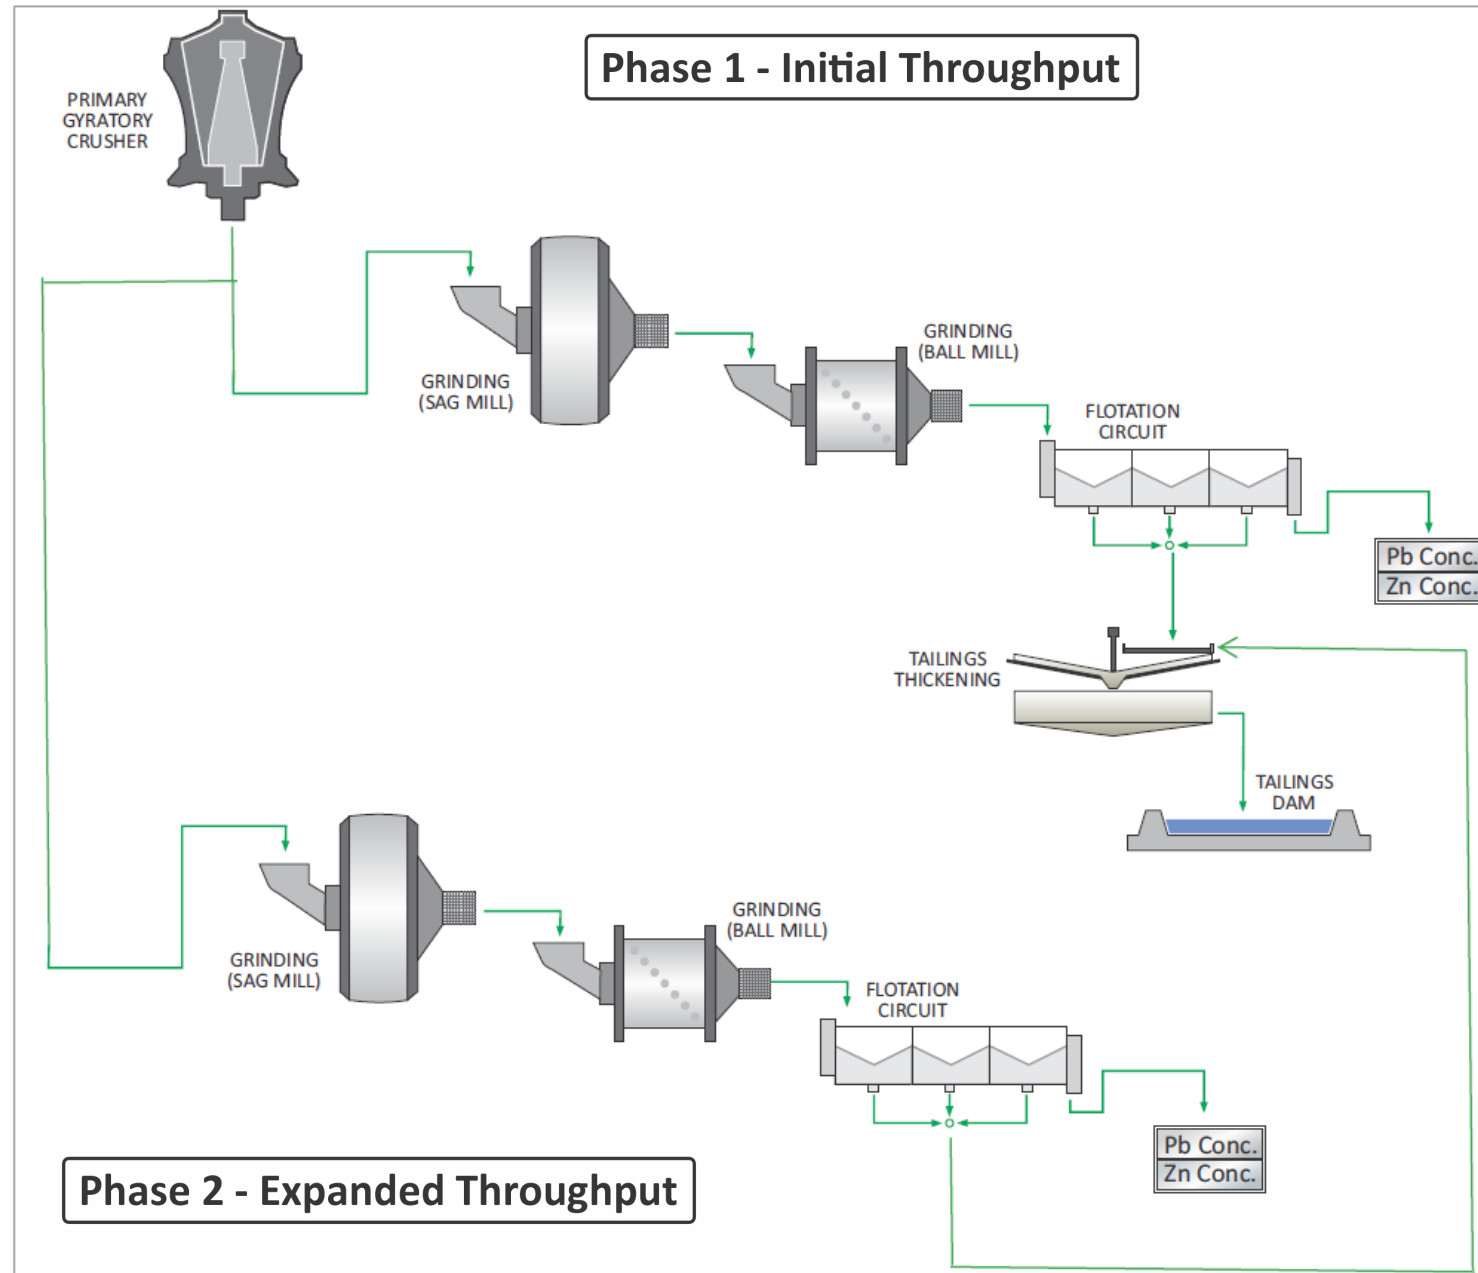 Phase 1 - Initial Throughput
PRIMARY
GYRATORY
CRUSHER
GRINDING
(SAG MILL)
GRINDING
(BALL MILL)
FLOTATION
CIRCUIT
Pb Conc.
Zn Conc.
TAILINGS
THICKENING
TAILINGS
DAM
GRINDING
(SAG MILL)
GRINDING
(BALL MILL)
FLOTATION
CIRCUIT
Pb Conc.
Zn Conc.
Phase 2 - Expanded Throughput